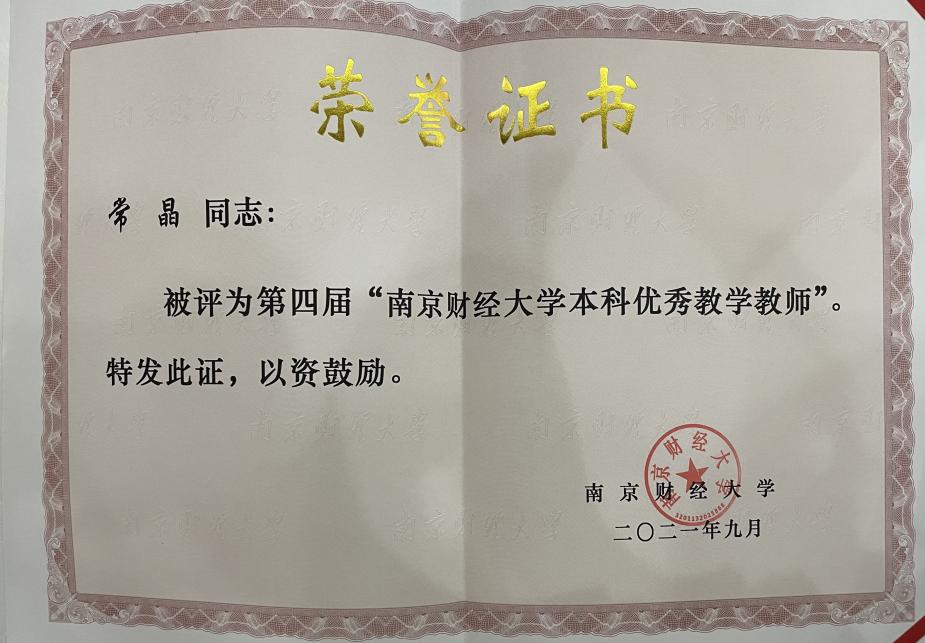 荣誉证书
常晶 同志：
被评为第四届“南京财经大学本科优秀教学教师”。
特发此证，以资鼓励。
南京财经大学
南京财经大学
二〇二一年九月